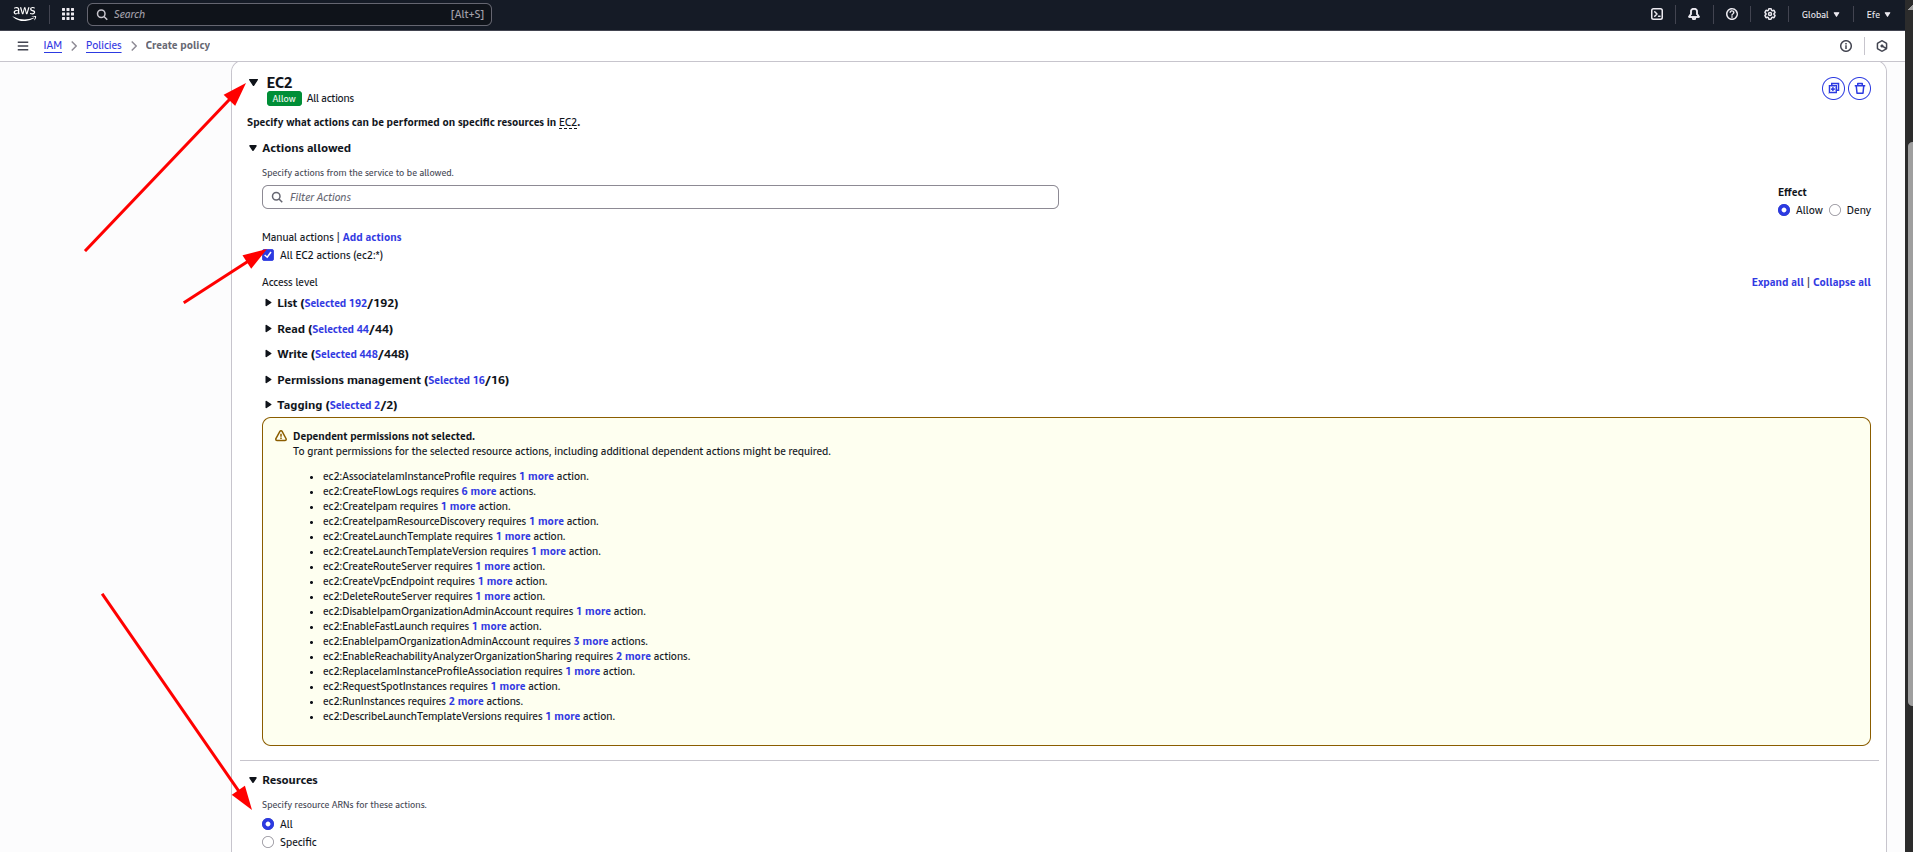 aws
Search [Alt+S]
Global Efe
IAM Policies Create policy
EC2
Allow All actions
Specify what actions can be performed on specific resources in EC2.
Actions allowed
Specify actions from the service to be allowed.
Filter Actions
Effect
Allow Deny
Manual actions | Add actions
All EC2 actions (ec2:*)
Access level
Expand all | Collapse all
List (Selected 192/192)
Read (Selected 44/44)
Write (Selected 448/448)
Permissions management (Selected 16/16)
Tagging (Selected 2/2)
Dependent permissions not selected.
To grant permissions for the selected resource actions, including additional dependent actions might be required.
• ec2:AssociateIamInstanceProfile requires 1 more action.
• ec2:CreateFlowLogs requires 6 more actions.
• ec2:CreateIpam requires 1 more action.
• ec2:CreateIpamResourceDiscovery requires 1 more action.
• ec2:CreateLaunchTemplate requires 1 more action.
• ec2:CreateLaunchTemplateVersion requires 1 more action.
• ec2:CreateRouteServer requires 1 more action.
• ec2:CreateVpcEndpoint requires 1 more action.
• ec2:DeleteRouteServer requires 1 more action.
• ec2:DisableIpamOrganizationAdminAccount requires 1 more action.
• ec2:EnableFastLaunch requires 1 more action.
• ec2:EnableIpamOrganizationAdminAccount requires 3 more actions.
• ec2:EnableReachabilityAnalyzerOrganizationSharing requires 2 more actions.
• ec2:ReplaceIamInstanceProfileAssociation requires 1 more action.
• ec2:RequestSpotInstances requires 1 more action.
• ec2:RunInstances requires 2 more actions.
• ec2:DescribeLaunchTemplateVersions requires 1 more action.
Resources
Specify resource ARNs for these actions.
All
Specific